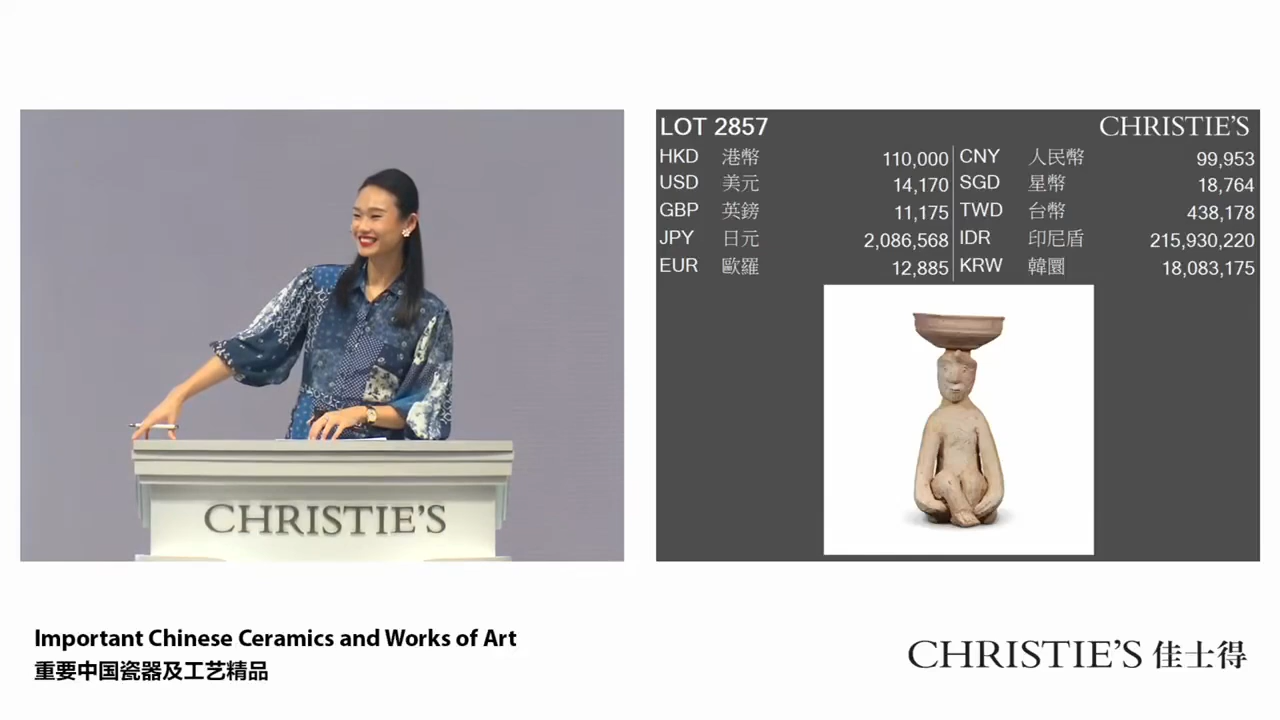 CHRISTIE'S
LOT 2857 CHRISTIE'S
HKD 港幣 110,000 CNY 人民幣 99,953
USD 美元 14,170 SGD 星幣 18,764
GBP 英鎊 11,175 TWD 台幣 438,178
JPY 日元 2,086,568 IDR 印尼盾 215,930,220
EUR 歐羅 12,885 KRW 韓圜 18,083,175
Important Chinese Ceramics and Works of Art
重要中国瓷器及工艺精品
CHRISTIE'S 佳士得